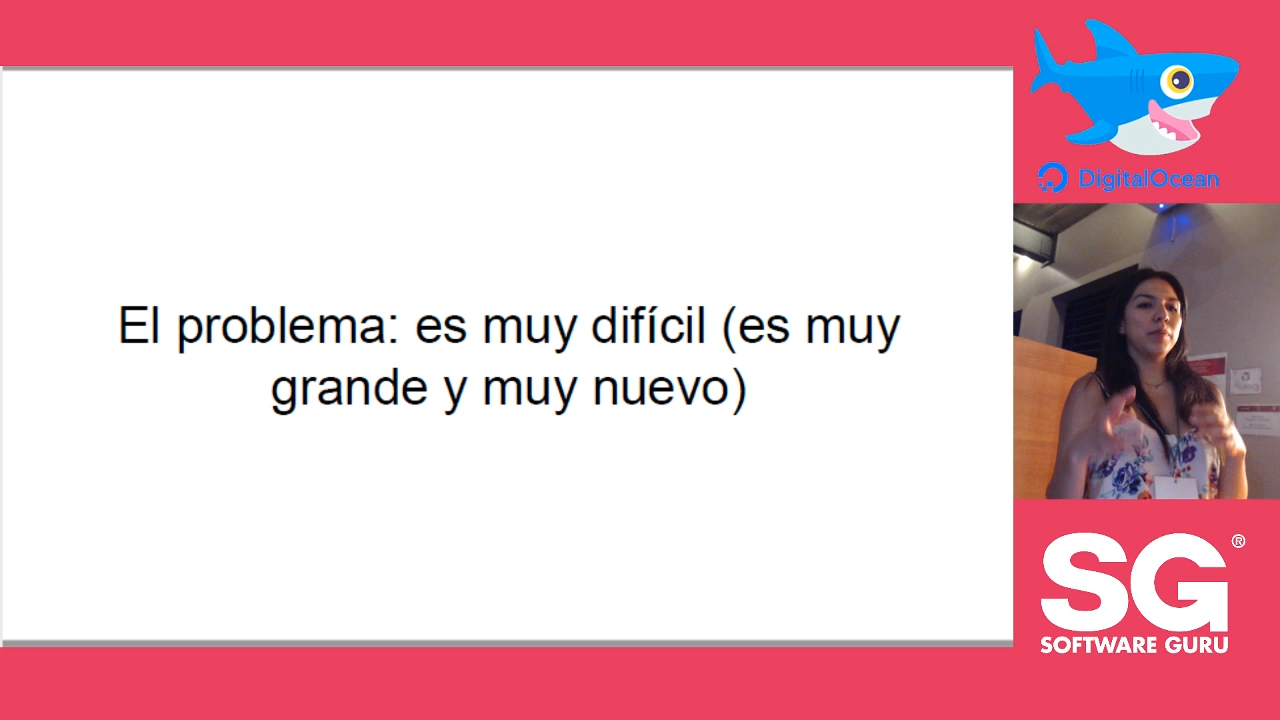 El problema: es muy difícil (es muy
grande y muy nuevo)
DigitalOcean
SG®
SOFTWARE GURU